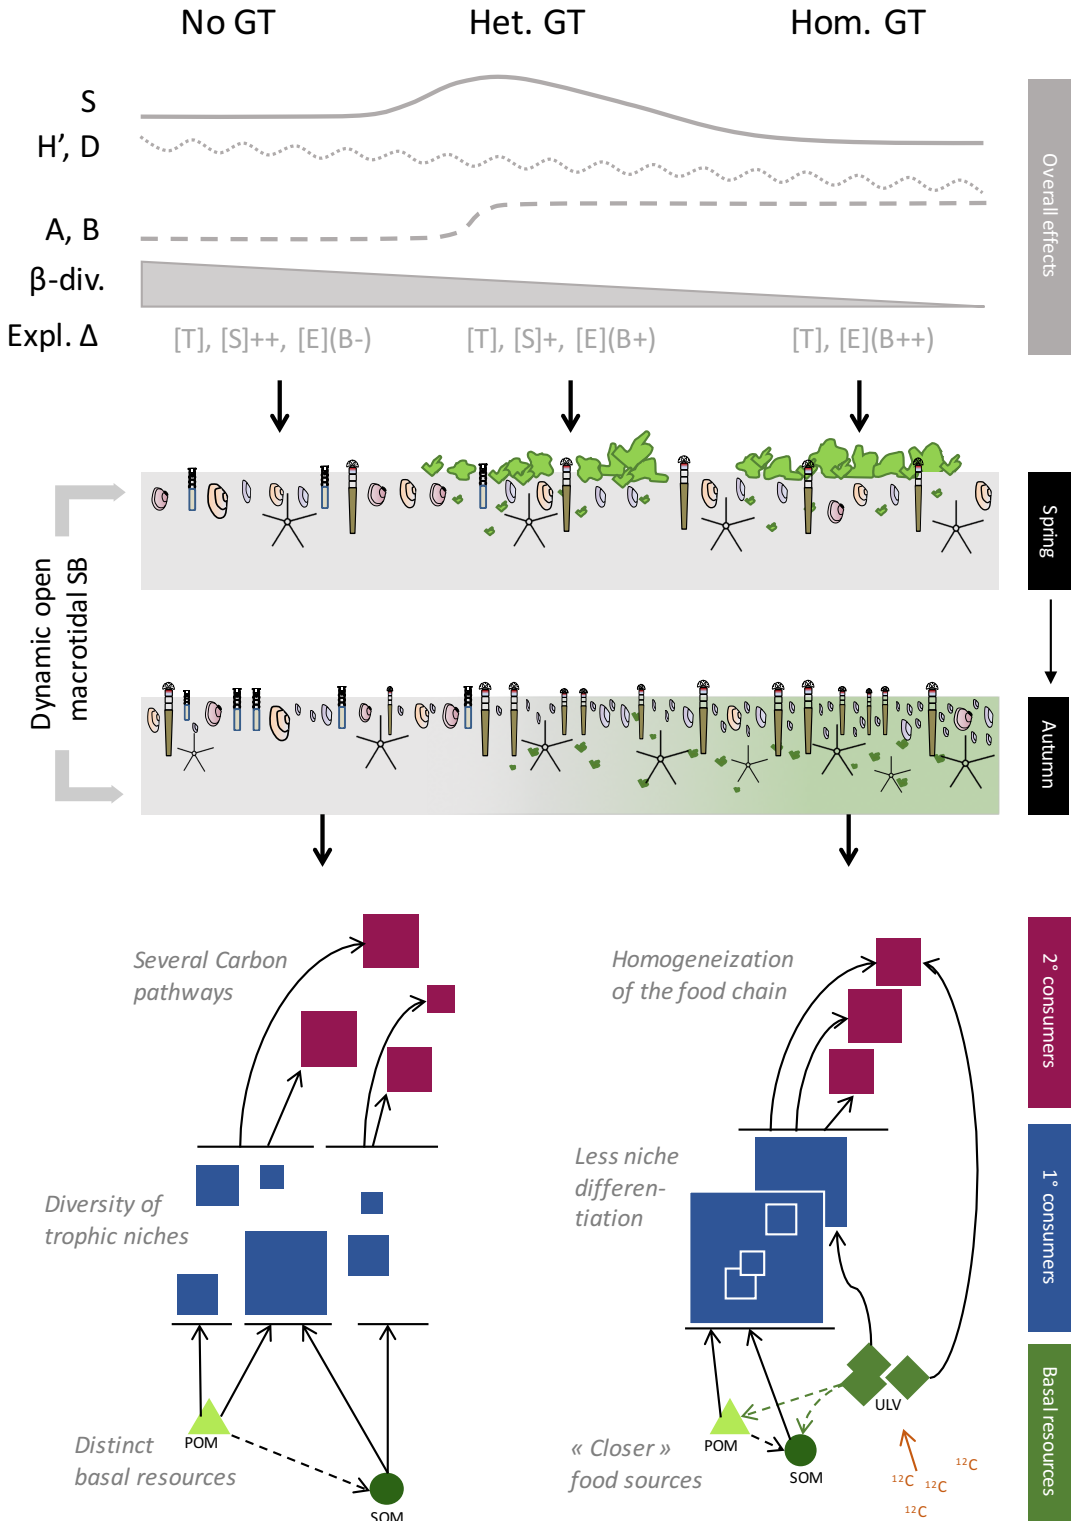 No GT
Het. GT
Hom. GT
S
H', D
A, B
β-div.
Expl. Δ
[T], [S]++, [E](B-)
[T], [S]+, [E](B+)
[T], [E](B++)
Overall effects
Dynamic open
macrotidal SB
Spring
Autumn
Several Carbon
pathways
Homogeneization
of the food chain
2° consumers
Diversity of
trophic niches
Less niche
differen-
tiation
1° consumers
Distinct
basal resources
POM
SOM
« Closer »
food sources
POM
SOM
ULV
¹²C
¹²C
¹²C
¹²C
Basal resources